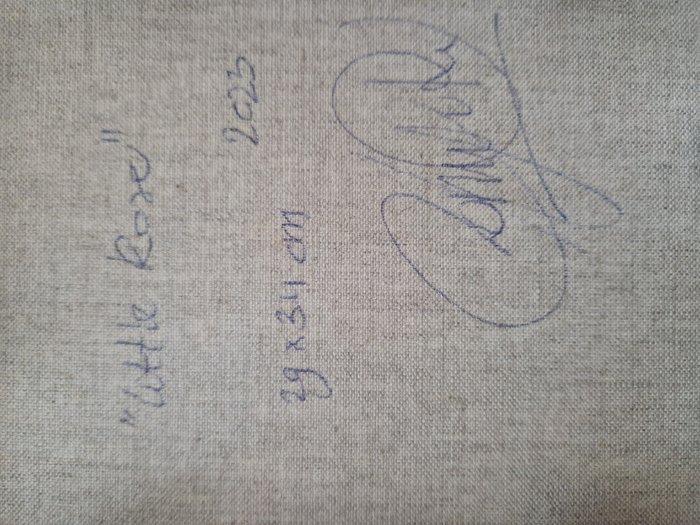 "Little Rose"
2023
29 x 34 cm